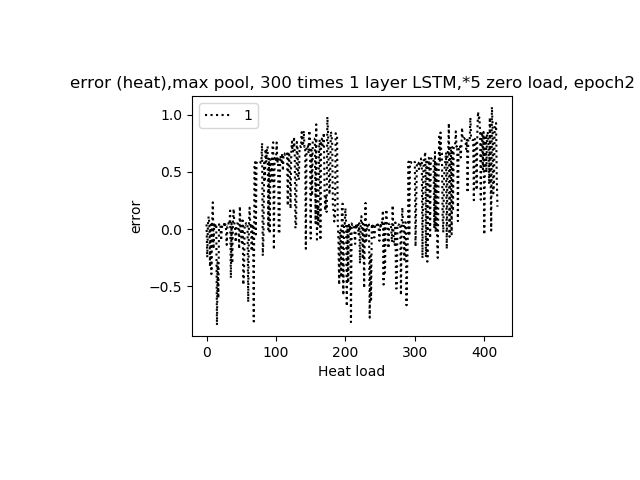 error (heat),max pool, 300 times 1 layer LSTM,*5 zero load, epoch2
1
1.0
0.5
0.0
−0.5
error
0 100 200 300 400
Heat load